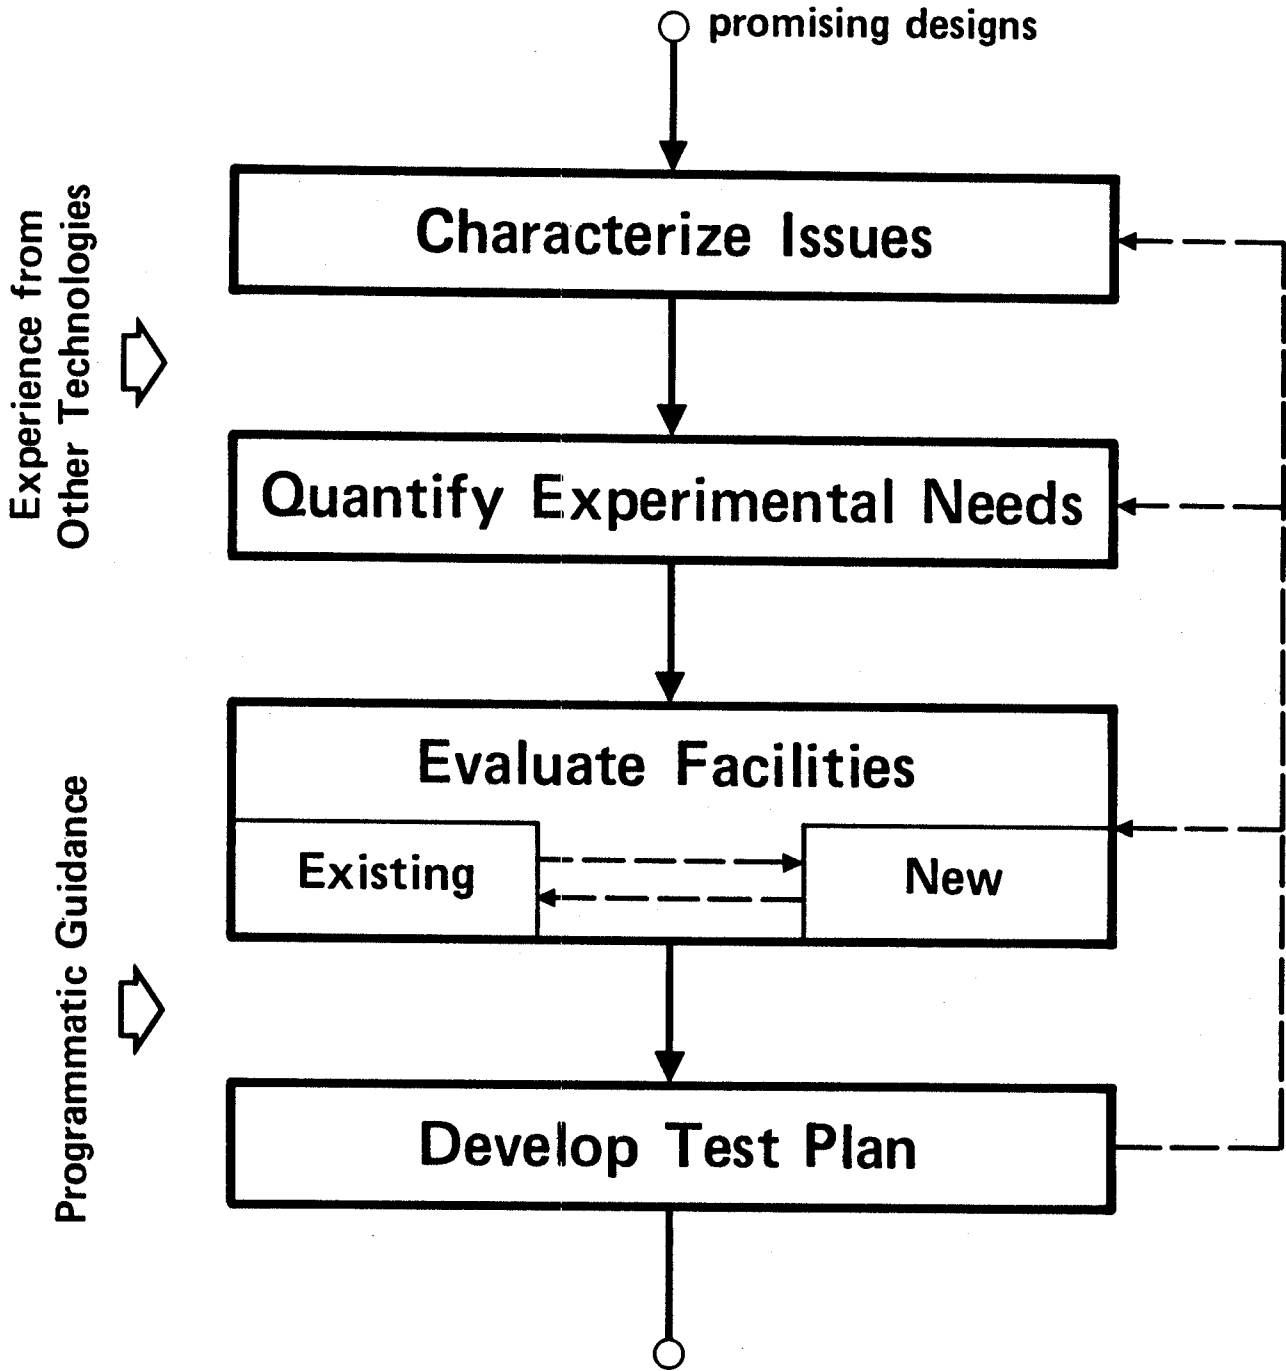 promising designs
Characterize Issues
Experience from
Other Technologies
Quantify Experimental Needs
Evaluate Facilities
Existing
New
Programmatic Guidance
Develop Test Plan